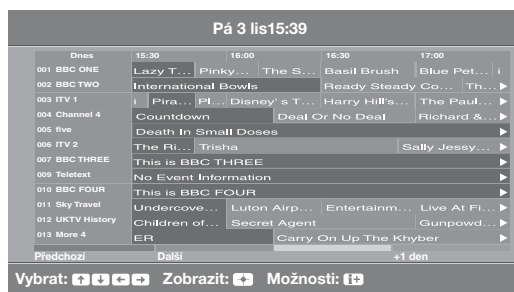 Pá 3 lis15:39
Dnes 15:30 16:00 16:30 17:00
001 BBC ONE Lazy T... Pinky... The S... Basil Brush Blue Pet... i
002 BBC TWO International Bowls Ready Steady Co... Th...
003 ITV 1 i Pira... Pl... Disney's T... Harry Hill's... The Paul...
004 Channel 4 Countdown Deal Or No Deal Richard &...
005 five Death In Small Doses
006 ITV 2 The Ri... Trisha Sally Jessy...
007 BBC THREE This is BBC THREE
009 Teletext No Event Information
010 BBC FOUR This is BBC FOUR
011 Sky Travel Undercove... Luton Airp... Entertainm... Live At Fi...
012 UKTV History Children of... Secret Agent Gunpowd...
013 More 4 ER Carry On Up The Khyber
Předchozí Další +1 den
Vybrat: Zobrazit: Možnosti: i+